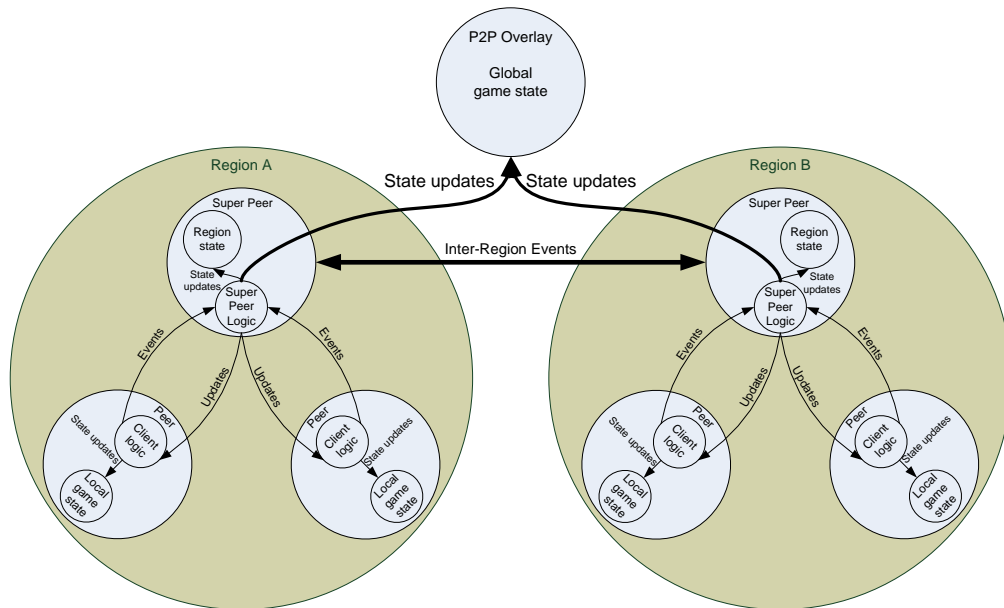 P2P Overlay
Global
game state
Region A
Region B
State updates
State updates
Super Peer
Region
state
State
updates
Super
Peer
Logic
Inter-Region Events
Super Peer
Region
state
State
updates
Super
Peer
Logic
Events
Updates
Updates
Events
Peer
Client
logic
State updates
Local
game
state
Peer
Client
logic
State updates
Local
game
state
Events
Updates
Updates
Events
Peer
Client
logic
State updates
Local
game
state
Peer
Client
logic
State updates
Local
game
state